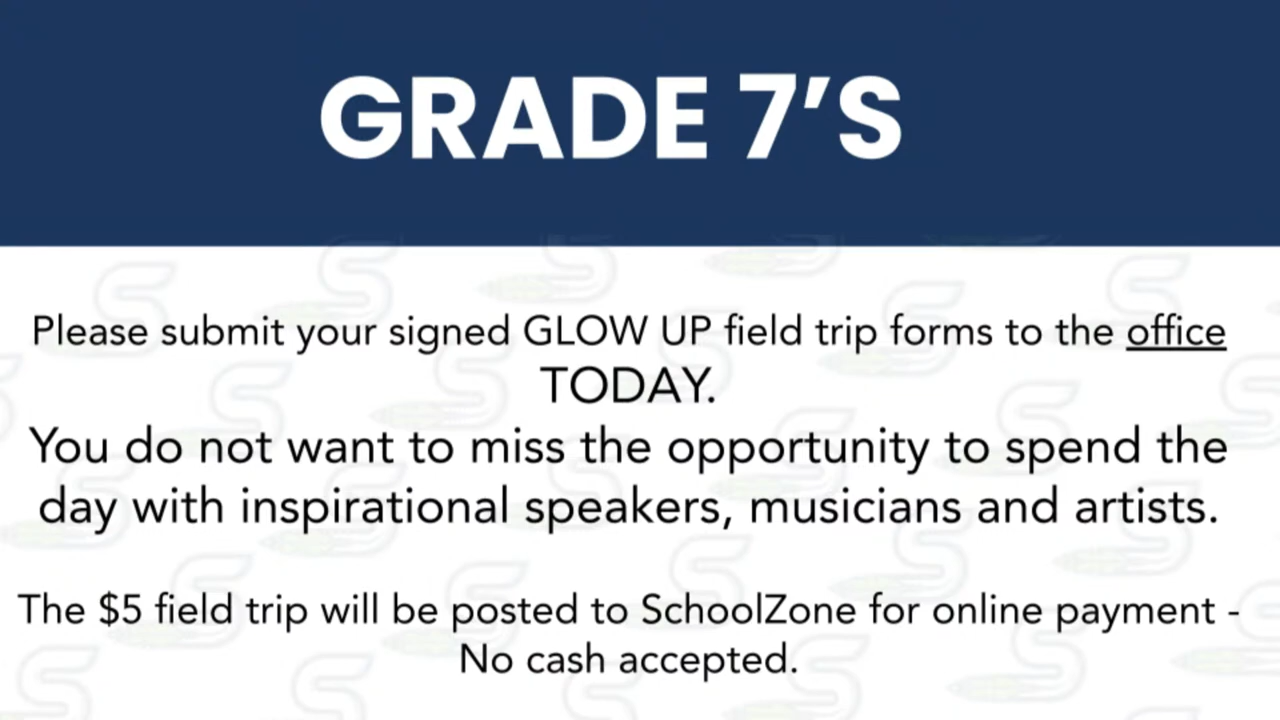 GRADE 7'S
Please submit your signed GLOW UP field trip forms to the office
TODAY.
You do not want to miss the opportunity to spend the
day with inspirational speakers, musicians and artists.
The $5 field trip will be posted to SchoolZone for online payment -
No cash accepted.